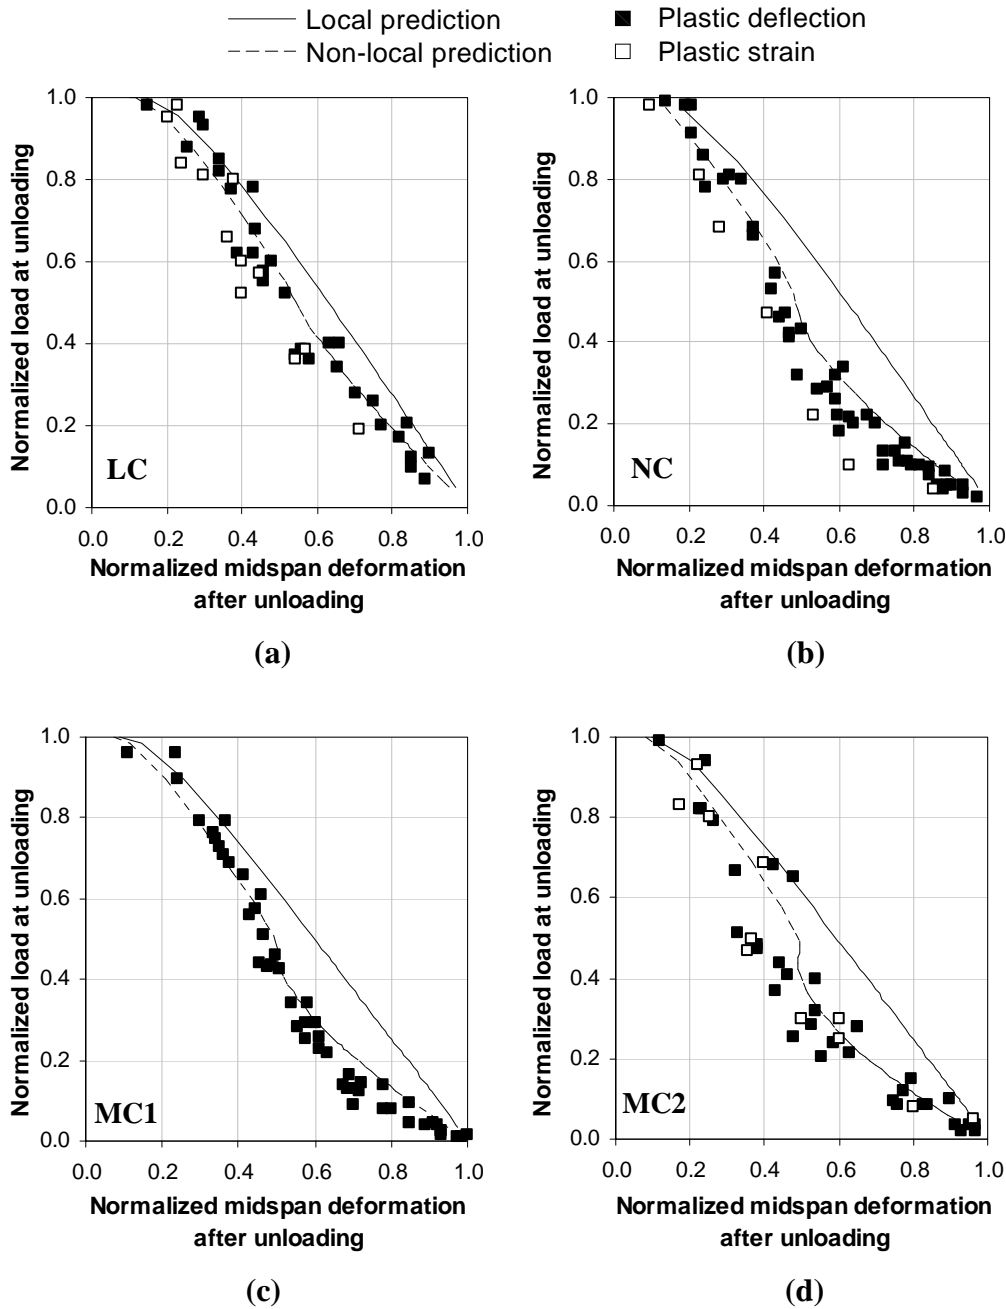 Local prediction
Plastic deflection
Non-local prediction
Plastic strain
1.0
0.8
0.6
0.4
0.2
0.0
Normalized load at unloading
LC
0.0 0.2 0.4 0.6 0.8 1.0
Normalized midspan deformation
after unloading
(a)
1.0
0.8
0.6
0.4
0.2
0.0
Normalized load at unloading
NC
0.0 0.2 0.4 0.6 0.8 1.0
Normalized midspan deformation
after unloading
(b)
1.0
0.8
0.6
0.4
0.2
0.0
Normalized load at unloading
MC1
0.0 0.2 0.4 0.6 0.8 1.0
Normalized midspan deformation
after unloading
(c)
1.0
0.8
0.6
0.4
0.2
0.0
Normalized load at unloading
MC2
0.0 0.2 0.4 0.6 0.8 1.0
Normalized midspan deformation
after unloading
(d)